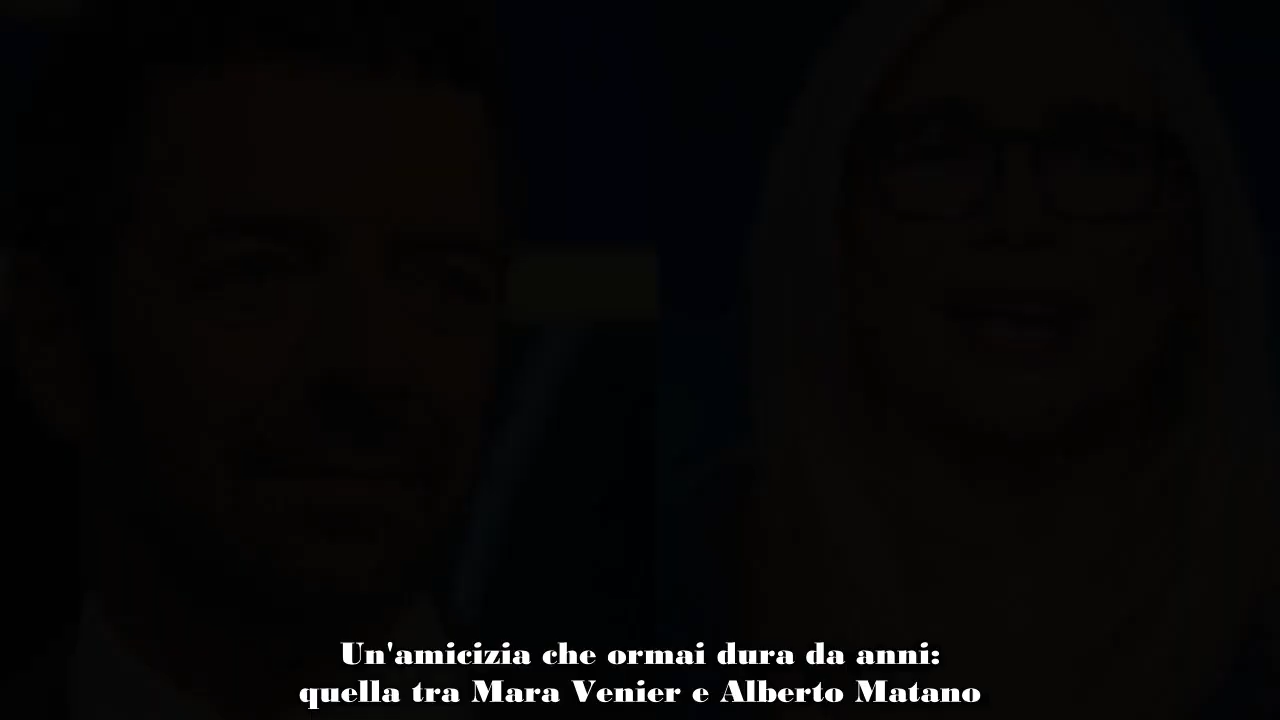 Un'amicizia che ormai dura da anni:
quella tra Mara Venier e Alberto Matano